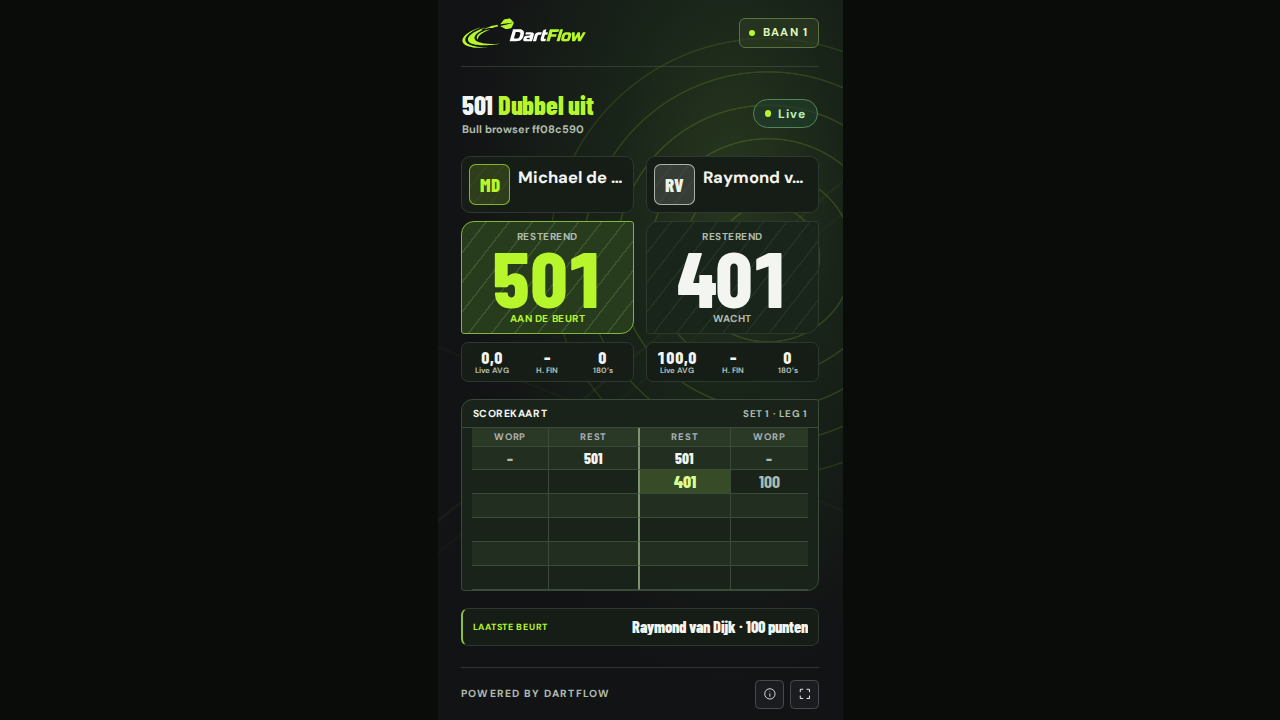 DartFlow
BAAN 1
501 Dubbel uit
Bull browser ff08c590
Live
MD
Michael de ...
RV
Raymond v...
RESTEREND
501
AAN DE BEURT
RESTEREND
401
WACHT
0,0 - 0
Live AVG H. FIN 180's
100,0 - 0
Live AVG H. FIN 180's
SCOREKAART SET 1 · LEG 1
WORP REST REST WORP
- 501 501 -
401 100
LAATSTE BEURT Raymond van Dijk · 100 punten
POWERED BY DARTFLOW